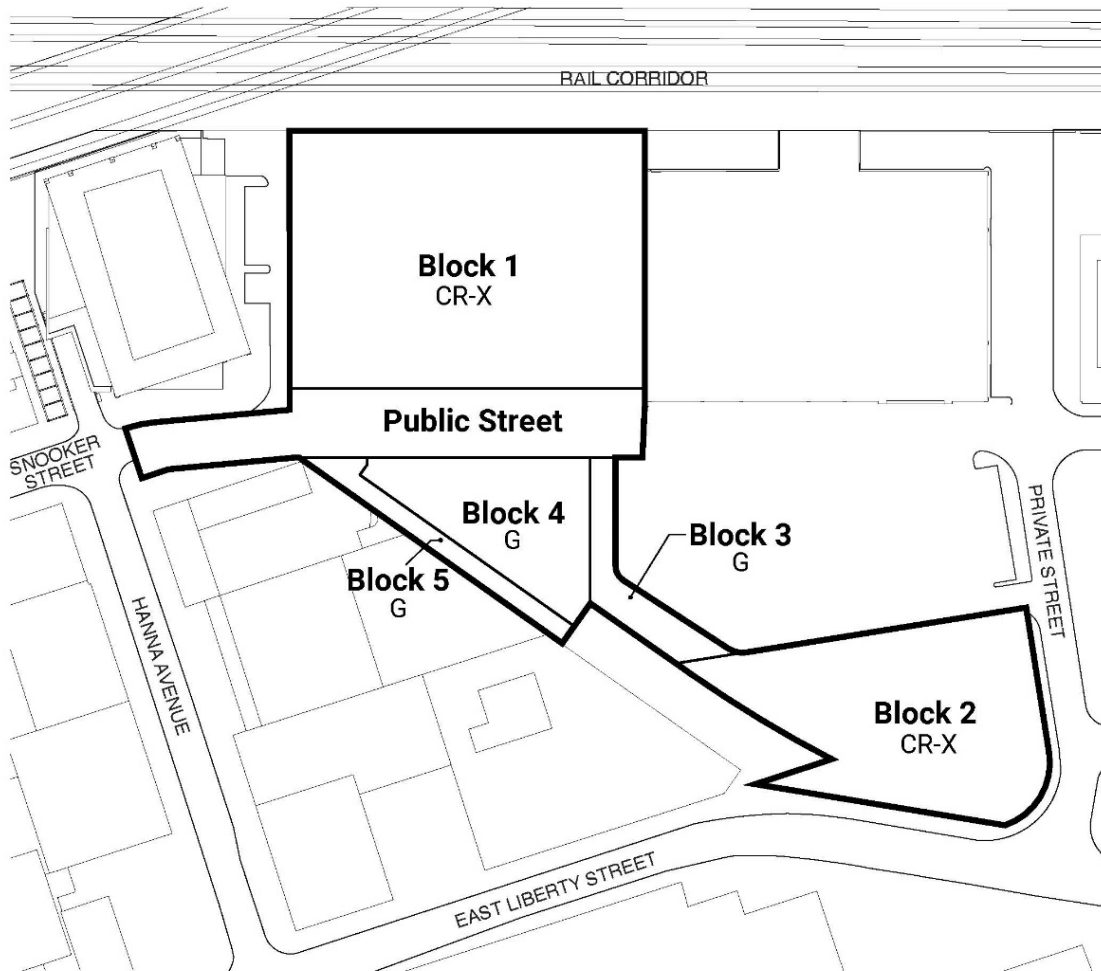 RAIL CORRIDOR
Block 1
CR-X
Public Street
SNOOKER
STREET
Block 4
G
Block 3
G
Block 5
G
PRIVATE STREET
HANNA AVENUE
Block 2
CR-X
EAST LIBERTY STREET